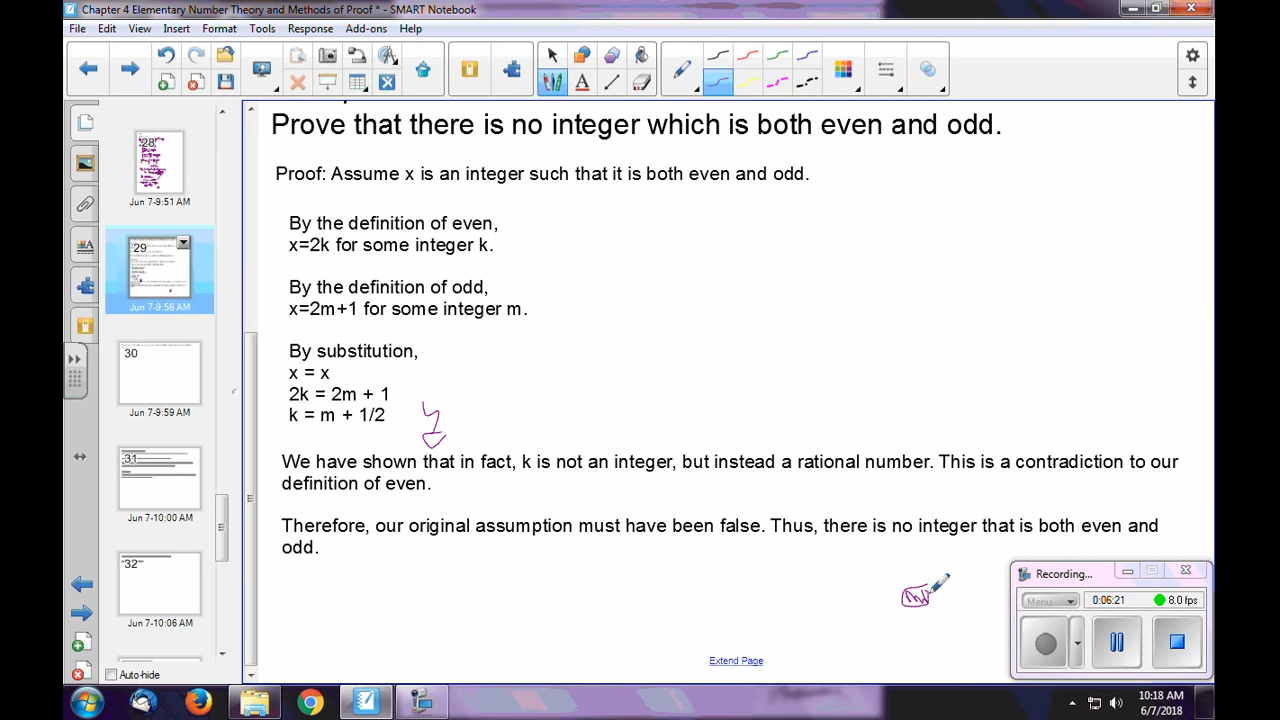 Chapter 4 Elementary Number Theory and Methods of Proof * - SMART Notebook
File Edit View Insert Format Tools Response Add-ons Help
Prove that there is no integer which is both even and odd.
Proof: Assume x is an integer such that it is both even and odd.
By the definition of even,
x=2k for some integer k.
By the definition of odd,
x=2m+1 for some integer m.
By substitution,
x = x
2k = 2m + 1
k = m + 1/2
We have shown that in fact, k is not an integer, but instead a rational number. This is a contradiction to our
definition of even.
Therefore, our original assumption must have been false. Thus, there is no integer that is both even and
odd.
Extend Page
28
Jun 7-9:51 AM
29
Jun 7-9:56 AM
30
Jun 7-9:59 AM
31
Jun 7-10:00 AM
32
Jun 7-10:06 AM
Auto-hide
Recording...
Menu 0:06:21 8.0 fps
10:18 AM
6/7/2018